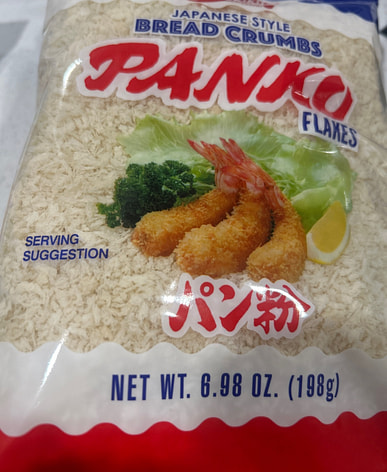 JAPANESE STYLE
BREAD CRUMBS
PANKO
FLAKES
SERVING
SUGGESTION
パン粉
NET WT. 6.98 OZ. (198g)